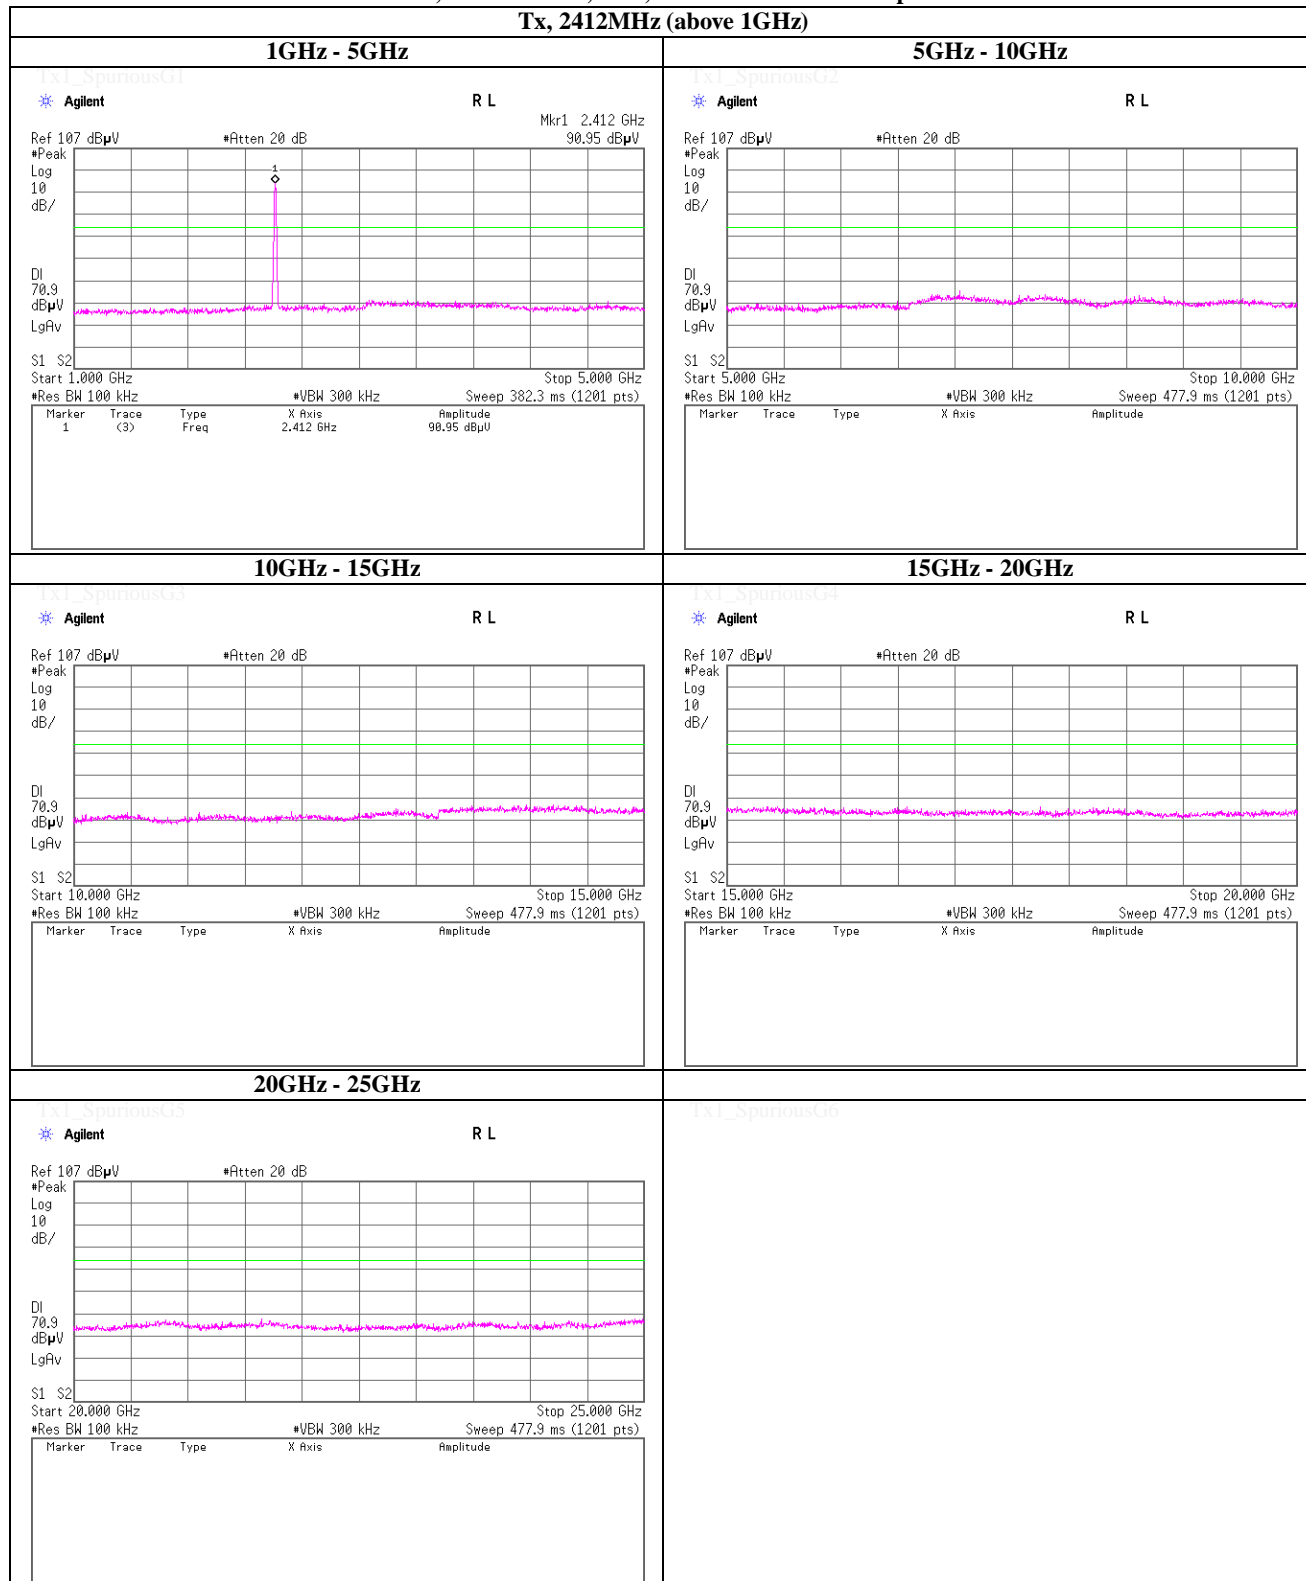 Tx, 2412MHz (above 1GHz)
1GHz - 5GHz
5GHz - 10GHz
Tx1_SpuriousG1
Agilent
R L
Mkr1 2.412 GHz
Ref 107 dBµV
#Atten 20 dB
90.95 dBµV
#Peak
Log
10
dB/
1
DI
70.9
dBµV
LgAv
S1 S2
Start 1.000 GHz
Stop 5.000 GHz
#Res BW 100 kHz
#VBW 300 kHz
Sweep 382.3 ms (1201 pts)
Marker Trace Type X Axis Amplitude
1 (3) Freq 2.412 GHz 90.95 dBµV
Tx1_SpuriousG2
Agilent
R L
Ref 107 dBµV
#Atten 20 dB
#Peak
Log
10
dB/
DI
70.9
dBµV
LgAv
S1 S2
Start 5.000 GHz
Stop 10.000 GHz
#Res BW 100 kHz
#VBW 300 kHz
Sweep 477.9 ms (1201 pts)
Marker Trace Type X Axis Amplitude
10GHz - 15GHz
15GHz - 20GHz
Tx1_SpuriousG3
Agilent
R L
Ref 107 dBµV
#Atten 20 dB
#Peak
Log
10
dB/
DI
70.9
dBµV
LgAv
S1 S2
Start 10.000 GHz
Stop 15.000 GHz
#Res BW 100 kHz
#VBW 300 kHz
Sweep 477.9 ms (1201 pts)
Marker Trace Type X Axis Amplitude
Tx1_SpuriousG4
Agilent
R L
Ref 107 dBµV
#Atten 20 dB
#Peak
Log
10
dB/
DI
70.9
dBµV
LgAv
S1 S2
Start 15.000 GHz
Stop 20.000 GHz
#Res BW 100 kHz
#VBW 300 kHz
Sweep 477.9 ms (1201 pts)
Marker Trace Type X Axis Amplitude
20GHz - 25GHz
Tx1_SpuriousG5
Agilent
R L
Ref 107 dBµV
#Atten 20 dB
#Peak
Log
10
dB/
DI
70.9
dBµV
LgAv
S1 S2
Start 20.000 GHz
Stop 25.000 GHz
#Res BW 100 kHz
#VBW 300 kHz
Sweep 477.9 ms (1201 pts)
Marker Trace Type X Axis Amplitude
Tx1_SpuriousG6